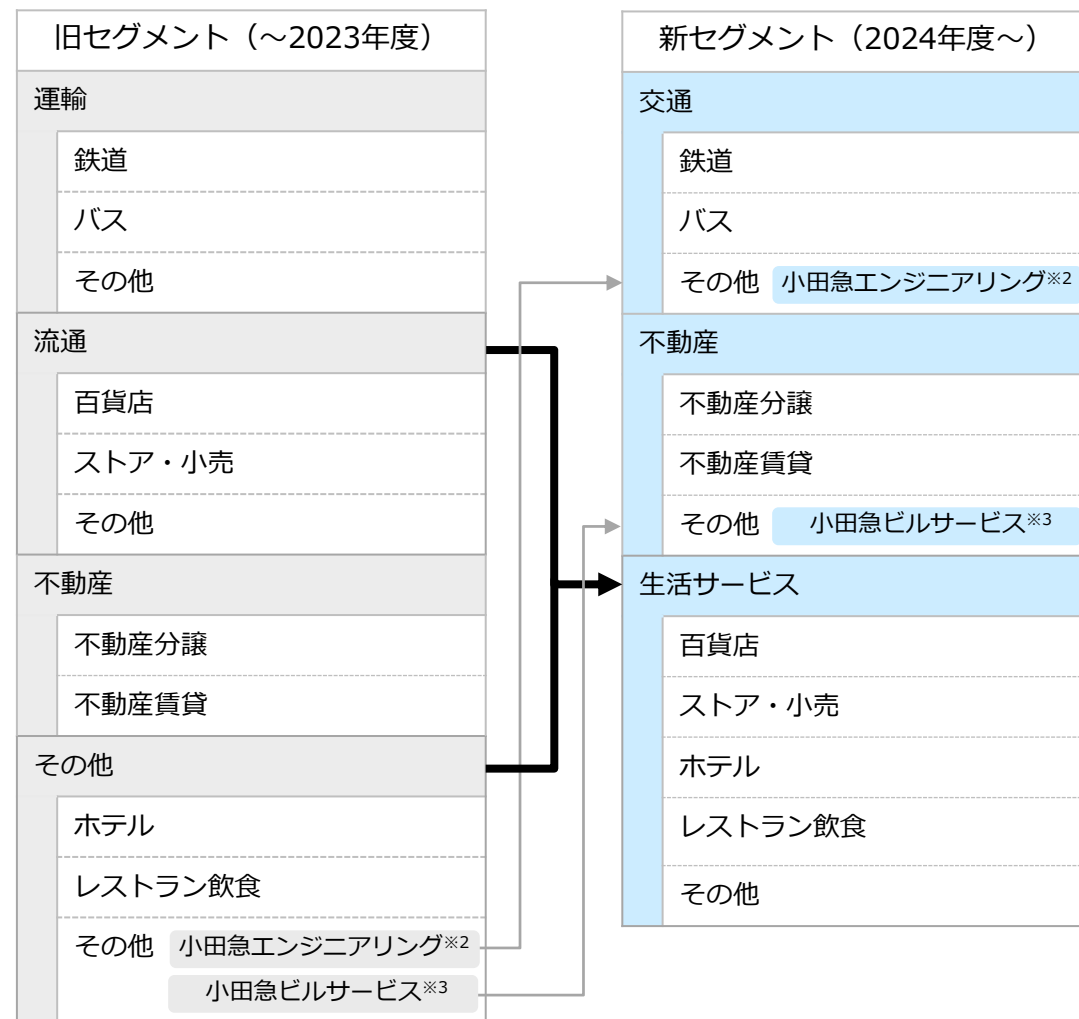 旧セグメント（～2023年度）
運輸
鉄道
バス
その他
流通
百貨店
ストア・小売
その他
不動産
不動産分譲
不動産賃貸
その他
ホテル
レストラン飲食
その他 小田急エンジニアリング※2
小田急ビルサービス※3
新セグメント（2024年度～）
交通
鉄道
バス
その他 小田急エンジニアリング※2
不動産
不動産分譲
不動産賃貸
その他 小田急ビルサービス※3
生活サービス
百貨店
ストア・小売
ホテル
レストラン飲食
その他